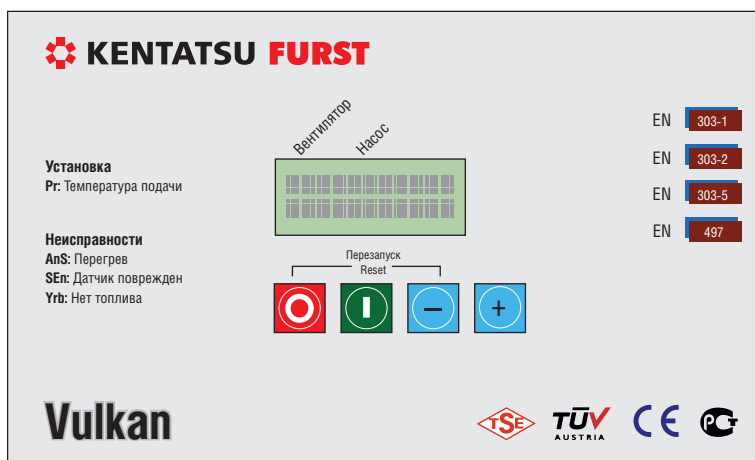 KENTATSU FURST
Вентилятор
Насос
Установка
Pr: Температура подачи
Неисправности
AnS: Перегрев
SEn: Датчик поврежден
Yrb: Нет топлива
Перезапуск
Reset
EN 303-1
EN 303-2
EN 303-5
EN 497
Vulkan
TSE
TÜV
AUSTRIA
CE
РСТ